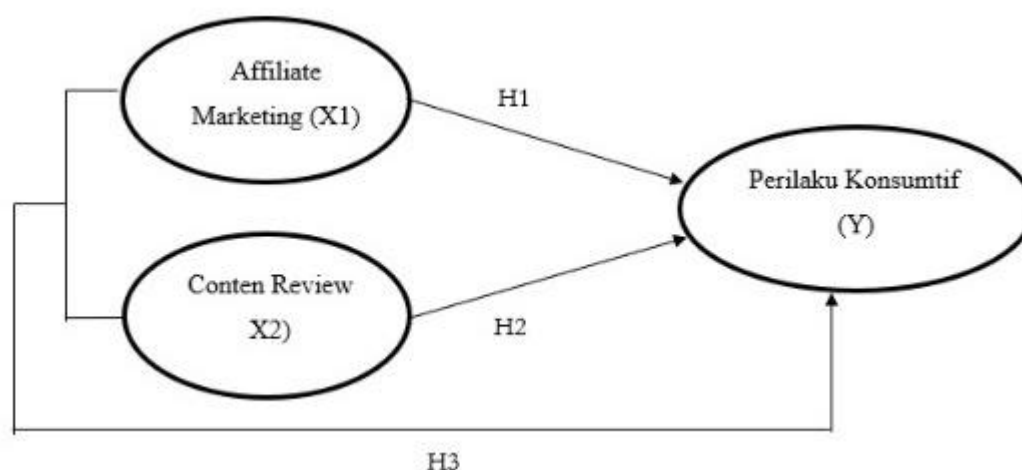 Affiliate
Marketing (X1)
H1
Perilaku Konsumtif
(Y)
Conten Review
X2)
H2
H3